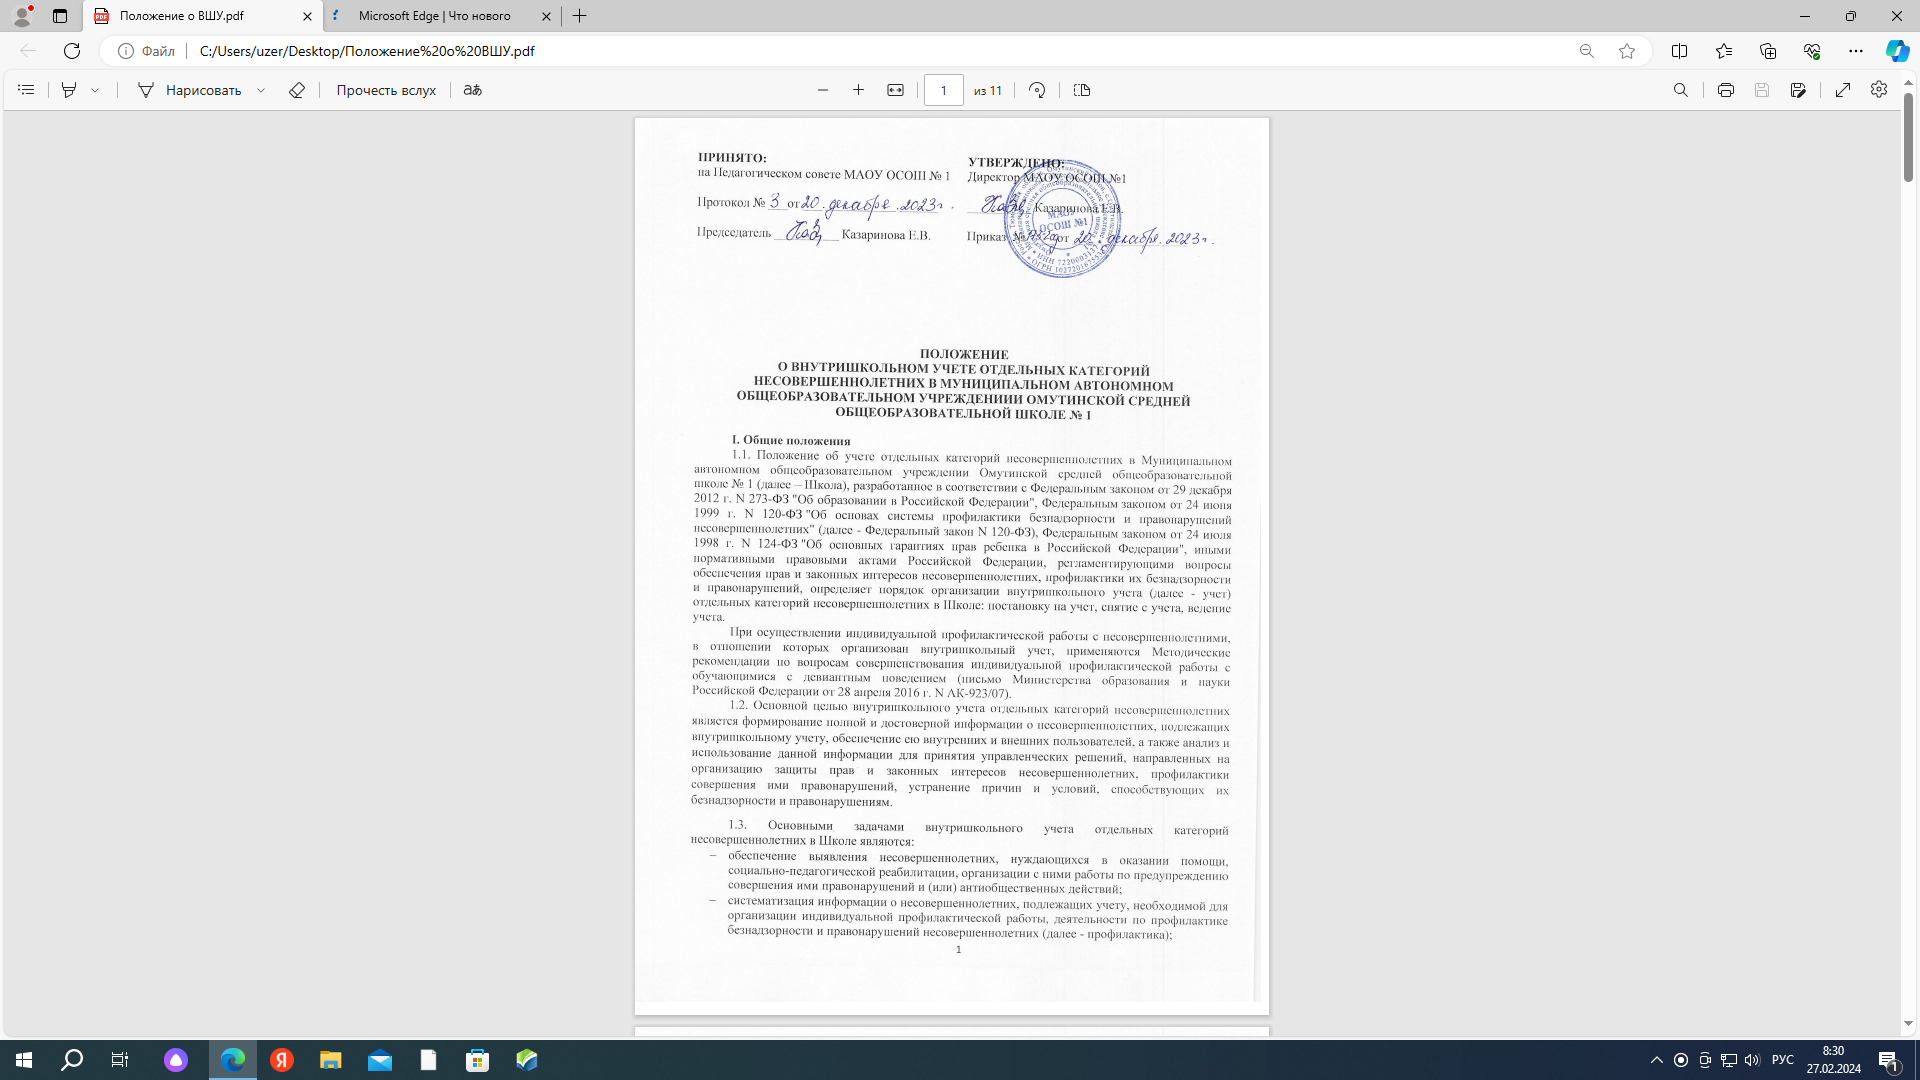 Положение о ВШУ.pdf
Microsoft Edge | Что нового
Файл
C:/Users/uzer/Desktop/Положение%20о%20ВШУ.pdf
Нарисовать
Прочесть вслух
аあ
1
из 11
ПРИНЯТО:
на Педагогическом совете МАОУ ОСОШ № 1
Протокол № 3 от 20 . декабря . 2023 г .
Председатель Казаринова Е.В.
УТВЕРЖДЕНО:
Директор МАОУ ОСОШ №1
Казаринова Е.В.
Приказ № от 20 . декабря . 2023 г .
МАОУ
ОСОШ №1
ПОЛОЖЕНИЕ
О ВНУТРИШКОЛЬНОМ УЧЕТЕ ОТДЕЛЬНЫХ КАТЕГОРИЙ
НЕСОВЕРШЕННОЛЕТНИХ В МУНИЦИПАЛЬНОМ АВТОНОМНОМ
ОБЩЕОБРАЗОВАТЕЛЬНОМ УЧРЕЖДЕНИИИ ОМУТИНСКОЙ СРЕДНЕЙ
ОБЩЕОБРАЗОВАТЕЛЬНОЙ ШКОЛЕ № 1
I. Общие положения
1.1. Положение об учете отдельных категорий несовершеннолетних в Муниципальном
автономном общеобразовательном учреждении Омутинской средней общеобразовательной
школе № 1 (далее – Школа), разработанное в соответствии с Федеральным законом от 29 декабря
2012 г. N 273-ФЗ "Об образовании в Российской Федерации", Федеральным законом от 24 июня
1999 г. N 120-ФЗ "Об основах системы профилактики безнадзорности и правонарушений
несовершеннолетних" (далее - Федеральный закон N 120-ФЗ), Федеральным законом от 24 июля
1998 г. N 124-ФЗ "Об основных гарантиях прав ребенка в Российской Федерации", иными
нормативными правовыми актами Российской Федерации, регламентирующими вопросы
обеспечения прав и законных интересов несовершеннолетних, профилактики их безнадзорности
и правонарушений, определяет порядок организации внутришкольного учета (далее - учет)
отдельных категорий несовершеннолетних в Школе: постановку на учет, снятие с учета, ведение
учета.
При осуществлении индивидуальной профилактической работы с несовершеннолетними,
в отношении которых организован внутришкольный учет, применяются Методические
рекомендации по вопросам совершенствования индивидуальной профилактической работы с
обучающимися с девиантным поведением (письмо Министерства образования и науки
Российской Федерации от 28 апреля 2016 г. N АК-923/07).
1.2. Основной целью внутришкольного учета отдельных категорий несовершеннолетних
является формирование полной и достоверной информации о несовершеннолетних, подлежащих
внутришкольному учету, обеспечение ею внутренних и внешних пользователей, а также анализ и
использование данной информации для принятия управленческих решений, направленных на
организацию защиты прав и законных интересов несовершеннолетних, профилактики
совершения ими правонарушений, устранение причин и условий, способствующих их
безнадзорности и правонарушениям.
1.3. Основными задачами внутришкольного учета отдельных категорий
несовершеннолетних в Школе являются:
– обеспечение выявления несовершеннолетних, нуждающихся в оказании помощи,
социально-педагогической реабилитации, организации с ними работы по предупреждению
совершения ими правонарушений и (или) антиобщественных действий;
– систематизация информации о несовершеннолетних, подлежащих учету, необходимой для
организации индивидуальной профилактической работы, деятельности по профилактике
безнадзорности и правонарушений несовершеннолетних (далее - профилактика);
1
РУС
8:30
27.02.2024
1